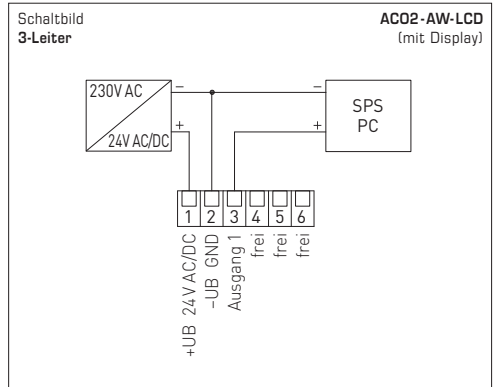 Schaltbild
3-Leiter
ACO2-AW-LCD
(mit Display)
230V AC
24V AC/DC
–
+
–
+
SPS
PC
1 2 3 4 5 6
+UB 24V AC/DC
–UB GND
Ausgang 1
frei
frei
frei